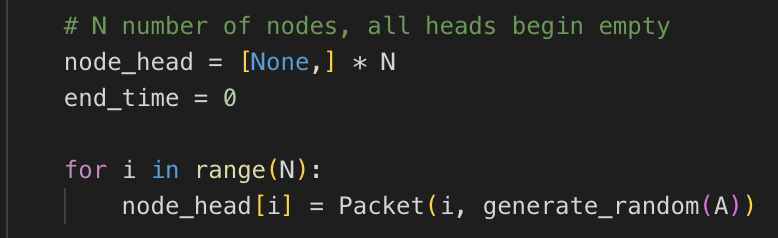 # N number of nodes, all heads begin empty
node_head = [None,] * N
end_time = 0
for i in range(N):
node_head[i] = Packet(i, generate_random(A))